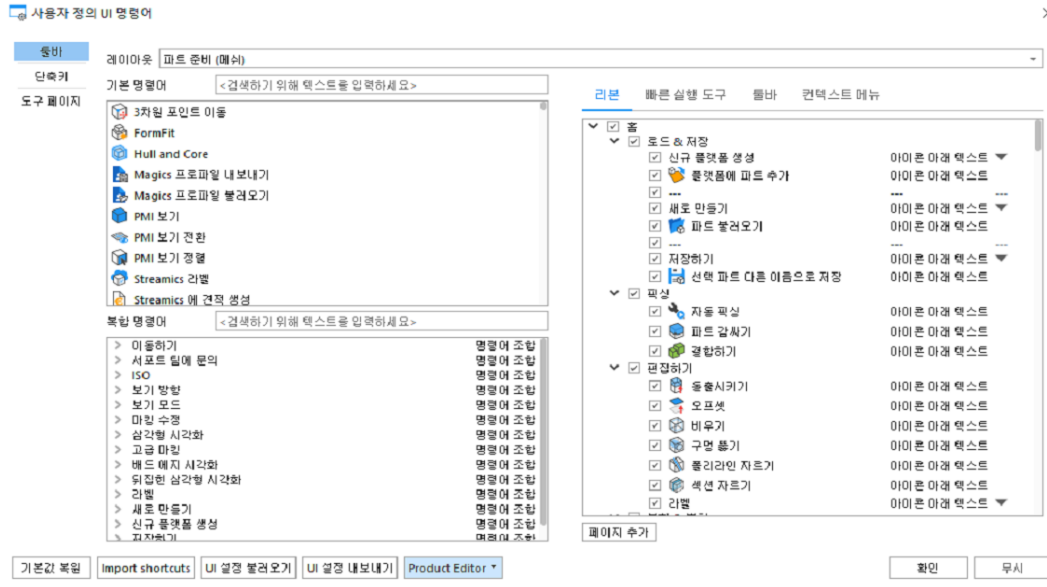 사용자 정의 UI 명령어
툴바
단축키
도구 페이지
레이아웃 파트 준비 (메쉬)
기본 명령어 <검색하기 위해 텍스트을 입력하세요>
3차원 포인트 이동
FormFit
Hull and Core
Magics 프로파일 내보내기
Magics 프로파일 불러오기
PMI 보기
PMI 보기 전환
PMI 보기 정렬
Streamics 라벨
Streamics 에 견적 생성
복합 명령어 <검색하기 위해 텍스트을 입력하세요>
이동하기 명령어 조합
서포트 팀에 문의 명령어 조합
ISO 명령어 조합
보기 방향 명령어 조합
보기 모드 명령어 조합
마킹 수정 명령어 조합
삼각형 시각화 명령어 조합
고급 마킹 명령어 조합
배드 에지 시각화 명령어 조합
뒤집힌 삼각형 시각화 명령어 조합
라벨 명령어 조합
새로 만들기 명령어 조합
신규 플랫폼 생성 명령어 조합
저장하기 명령어 조합
리본 빠른 실행 도구 툴바 컨텍스트 메뉴
홈
로드 & 저장
신규 플랫폼 생성 아이콘 아래 텍스트
플랫폼에 파트 추가 아이콘 아래 텍스트
--- --- ---
새로 만들기 아이콘 아래 텍스트
파트 불러오기 아이콘 아래 텍스트
--- --- ---
저장하기 아이콘 아래 텍스트
선택 파트 다른 이름으로 저장 아이콘 아래 텍스트
픽싱
자동 픽싱 아이콘 아래 텍스트
파트 감싸기 아이콘 아래 텍스트
결합하기 아이콘 아래 텍스트
편집하기
돌출시키기 아이콘 아래 텍스트
오프셋 아이콘 아래 텍스트
비우기 아이콘 아래 텍스트
구멍 뚫기 아이콘 아래 텍스트
폴리라인 자르기 아이콘 아래 텍스트
섹션 자르기 아이콘 아래 텍스트
라벨 아이콘 아래 텍스트
페이지 추가
기본값 복원 Import shortcuts UI 설정 불러오기 UI 설정 내보내기 Product Editor 확인 무시